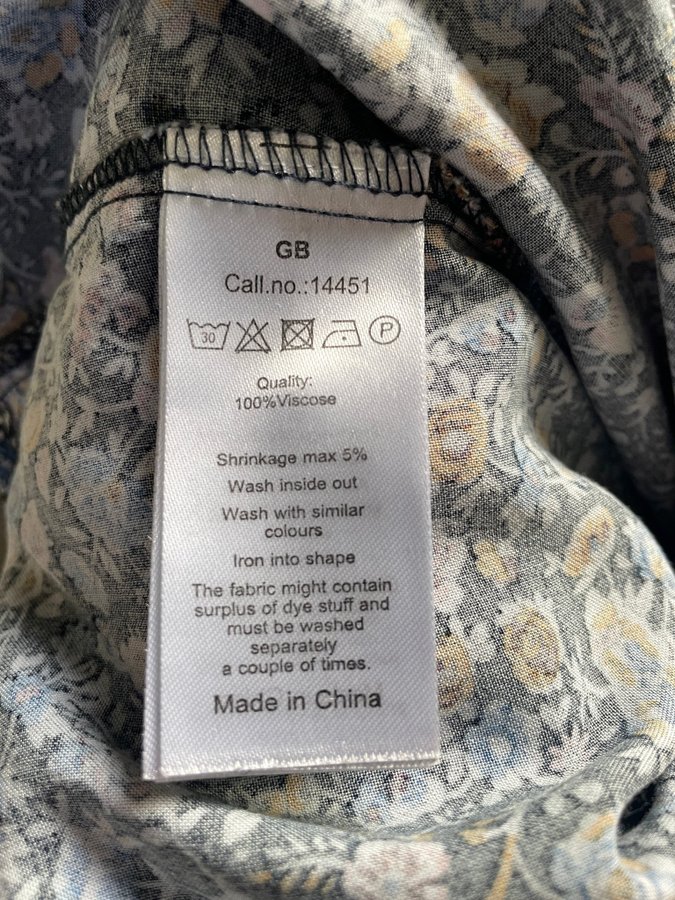 GB
Call.no.:14451
30 P
Quality:
100%Viscose
Shrinkage max 5%
Wash inside out
Wash with similar
colours
Iron into shape
The fabric might contain
surplus of dye stuff and
must be washed
separately
a couple of times.
Made in China